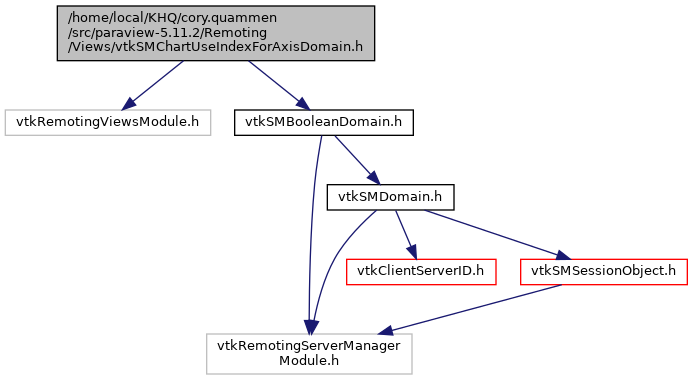 /home/local/KHQ/cory.quammen
/src/paraview-5.11.2/Remoting
/Views/vtkSMChartUseIndexForAxisDomain.h
vtkRemotingViewsModule.h
vtkSMBooleanDomain.h
vtkSMDomain.h
vtkClientServerID.h
vtkSMSessionObject.h
vtkRemotingServerManager
Module.h